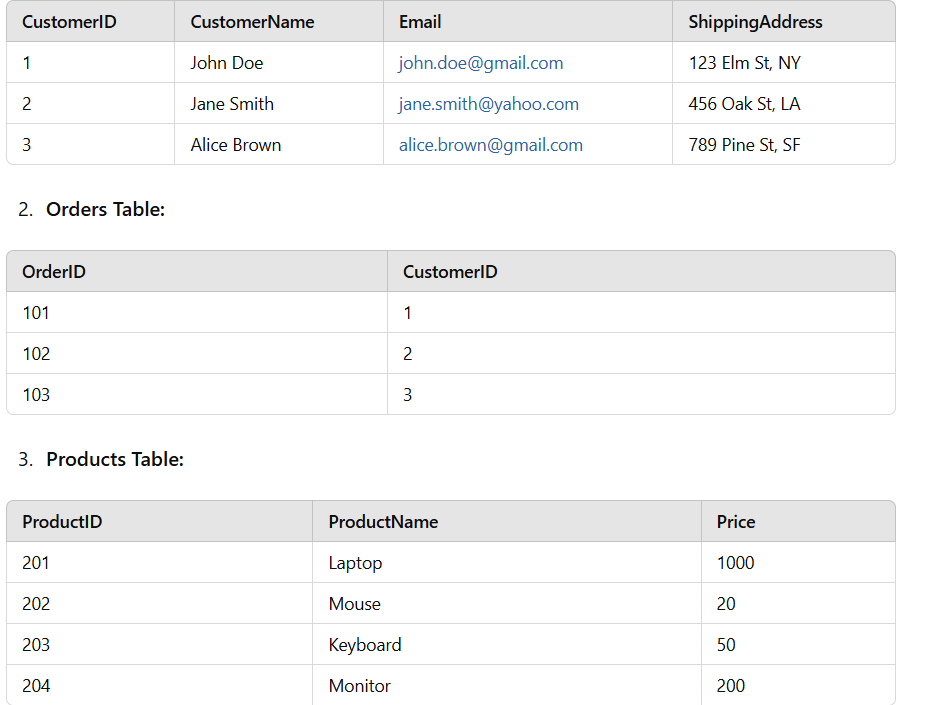 CustomerID CustomerName Email ShippingAddress
1 John Doe john.doe@gmail.com 123 Elm St, NY
2 Jane Smith jane.smith@yahoo.com 456 Oak St, LA
3 Alice Brown alice.brown@gmail.com 789 Pine St, SF
2. Orders Table:
OrderID CustomerID
101 1
102 2
103 3
3. Products Table:
ProductID ProductName Price
201 Laptop 1000
202 Mouse 20
203 Keyboard 50
204 Monitor 200